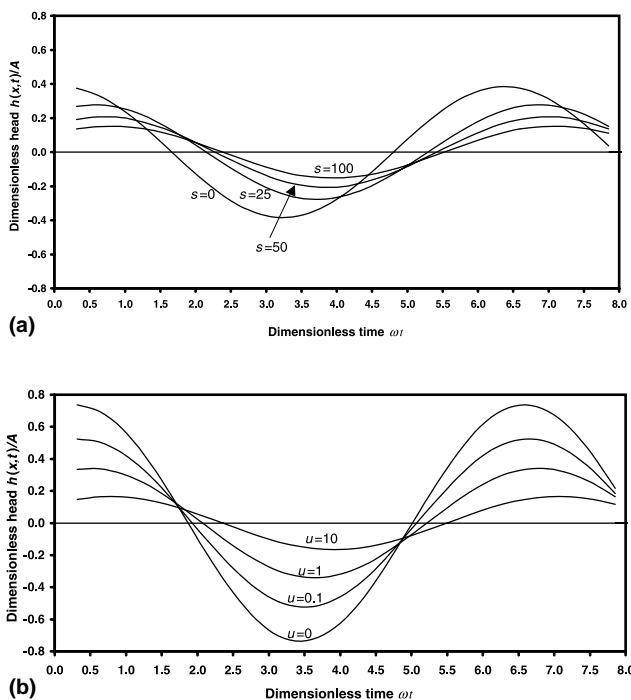 0.8
0.6
0.4
0.2
0.0
-0.2
-0.4
-0.6
-0.8
Dimensionless head h(x,t)/A
s=100
s=0
s=25
s=50
0.0 0.5 1.0 1.5 2.0 2.5 3.0 3.5 4.0 4.5 5.0 5.5 6.0 6.5 7.0 7.5 8.0
(a)
Dimensionless time ωt
0.8
0.6
0.4
0.2
0.0
-0.2
-0.4
-0.6
-0.8
Dimensionless head h(x,t)/A
u=10
u=1
u=0.1
u=0
0.0 0.5 1.0 1.5 2.0 2.5 3.0 3.5 4.0 4.5 5.0 5.5 6.0 6.5 7.0 7.5 8.0
(b)
Dimensionless time ωt